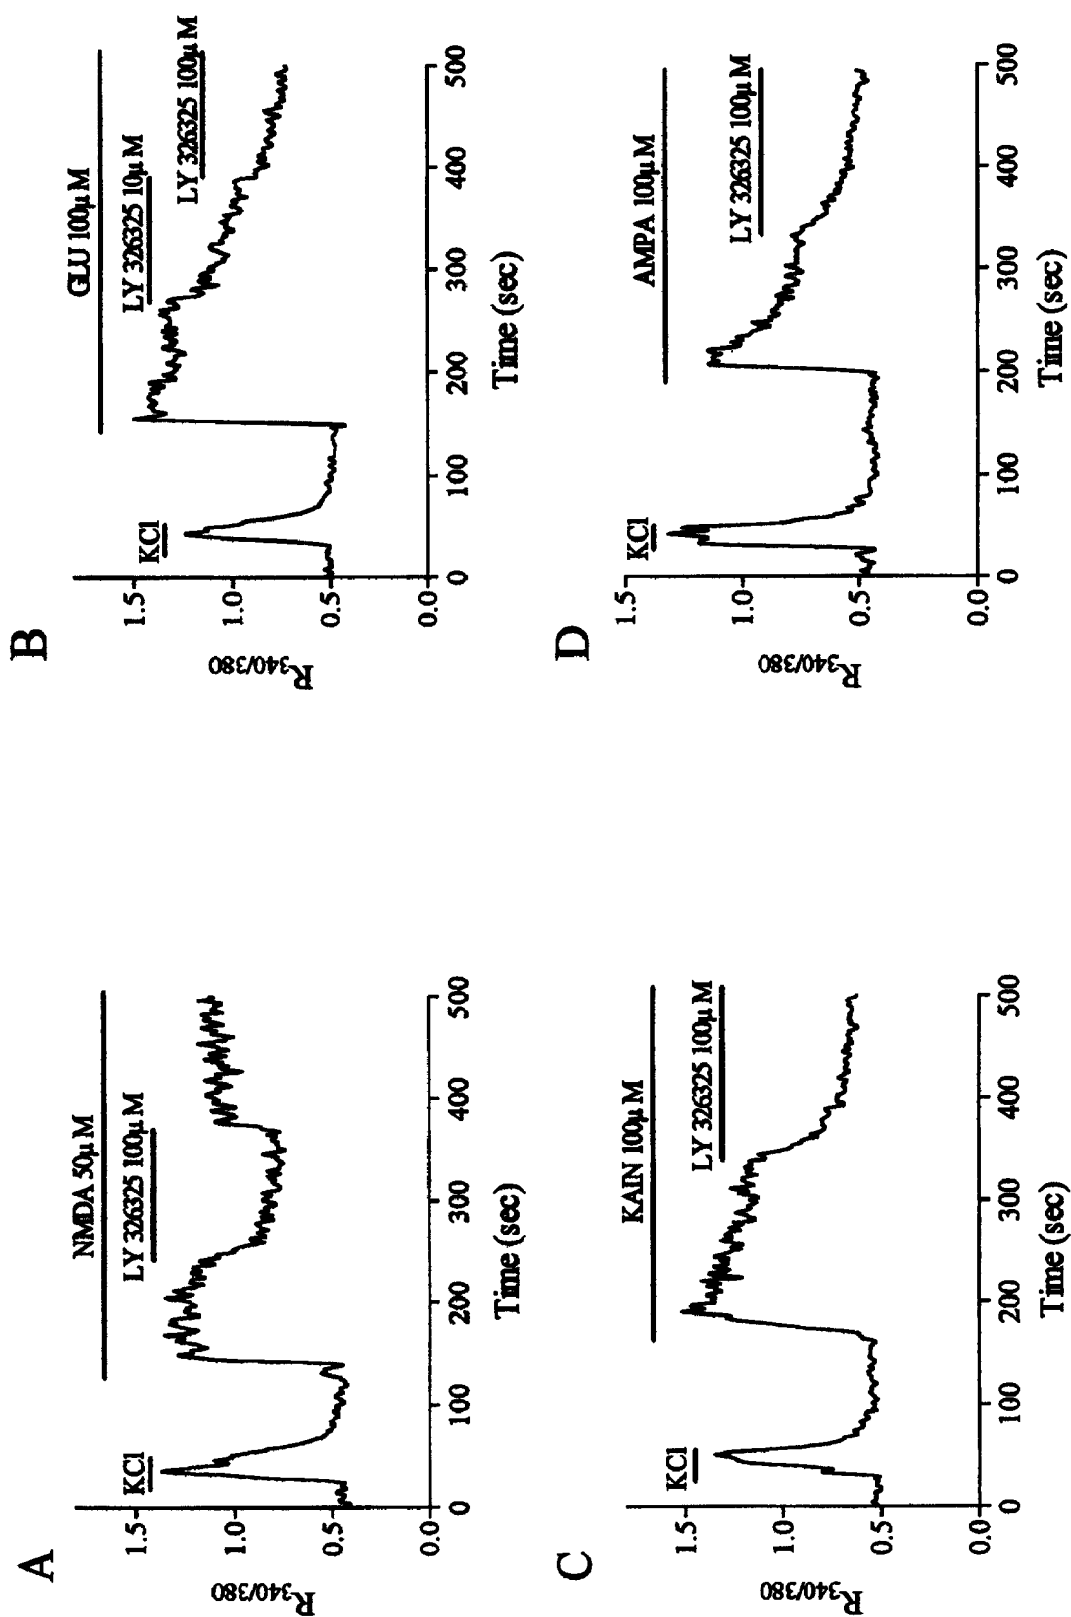 A
NMDA 50µM
LY 326325 100µM
KCl
1.5
1.0
0.5
0.0
R340/380
0 100 200 300 400 500
Time (sec)
B
GLU 100µM
LY 326325 10µM
LY 326325 100µM
KCl
1.5
1.0
0.5
0.0
R340/380
0 100 200 300 400 500
Time (sec)
C
KAIN 100µM
LY 326325 100µM
KCl
1.5
1.0
0.5
0.0
R340/380
0 100 200 300 400 500
Time (sec)
D
AMPA 100µM
LY 326325 100µM
KCl
1.5
1.0
0.5
0.0
R340/380
0 100 200 300 400 500
Time (sec)